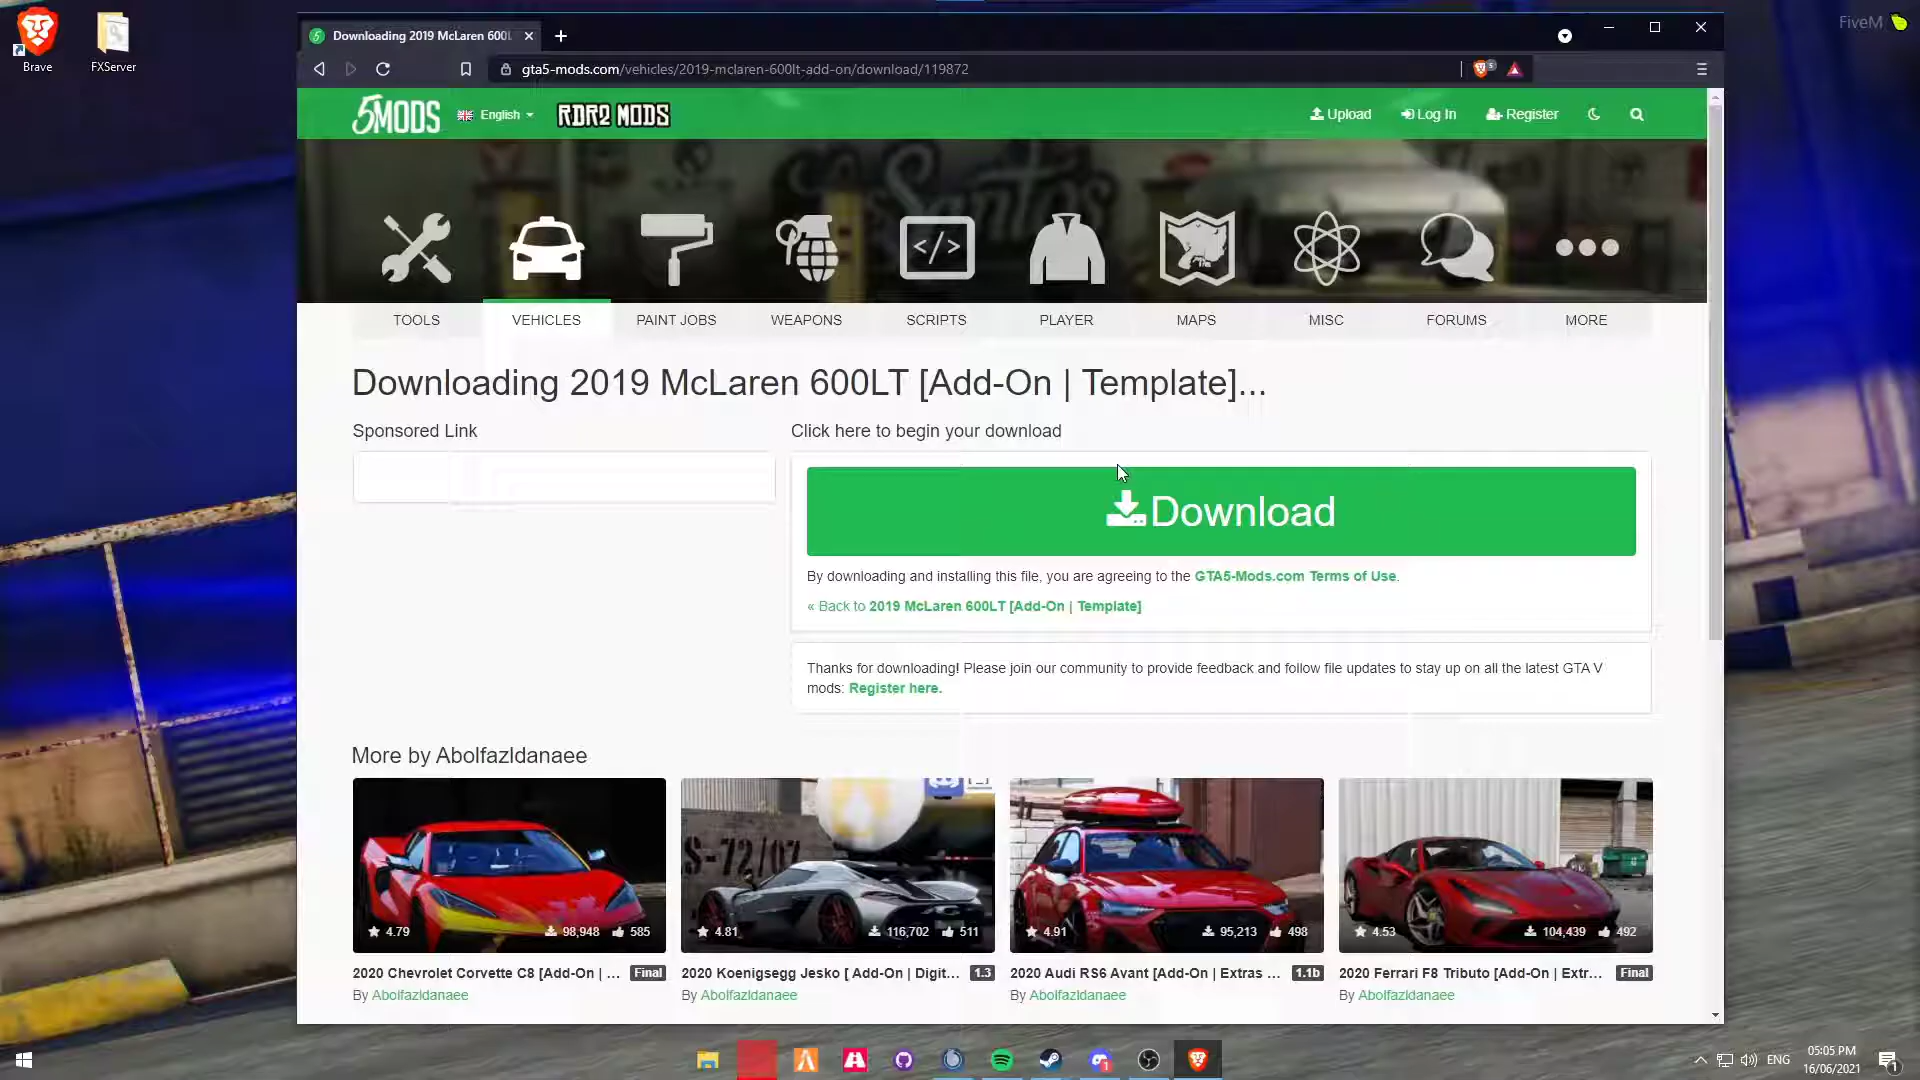 Brave
FXServer
FiveM
Downloading 2019 McLaren 600L
gta5-mods.com/vehicles/2019-mclaren-600lt-add-on/download/119872
5MODS
English
RDR2 MODS
Upload
Log In
Register
TOOLS
VEHICLES
PAINT JOBS
WEAPONS
SCRIPTS
PLAYER
MAPS
MISC
FORUMS
MORE
Downloading 2019 McLaren 600LT [Add-On | Template]...
Sponsored Link
Click here to begin your download
Download
By downloading and installing this file, you are agreeing to the GTA5-Mods.com Terms of Use.
« Back to 2019 McLaren 600LT [Add-On | Template]
Thanks for downloading! Please join our community to provide feedback and follow file updates to stay up on all the latest GTA V
mods: Register here.
More by Abolfazldanaee
4.79 98,948 585
4.81 116,702 511
4.91 95,213 498
4.53 104,439 492
2020 Chevrolet Corvette C8 [Add-On | ... Final
2020 Koenigsegg Jesko [ Add-On | Digit... 1.3
2020 Audi RS6 Avant [Add-On | Extras ... 1.1b
2020 Ferrari F8 Tributo [Add-On | Extr... Final
By Abolfazldanaee
By Abolfazldanaee
By Abolfazldanaee
By Abolfazldanaee
ENG
05:05 PM
16/06/2021